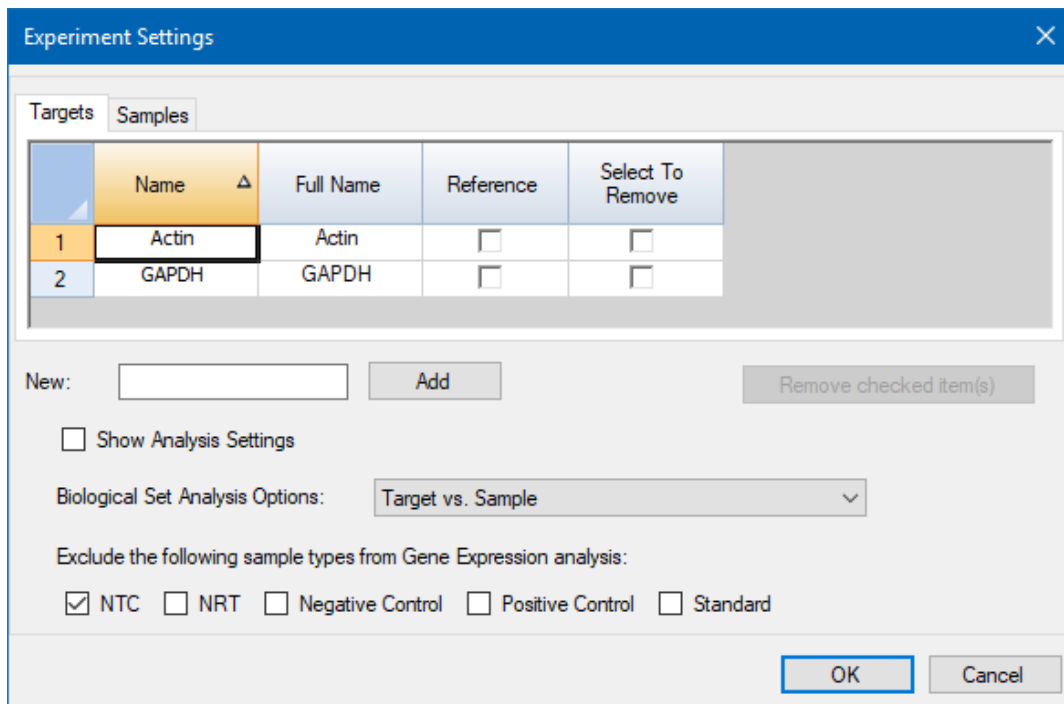 Experiment Settings
Targets Samples
Name Full Name Reference Select To
Remove
1 Actin Actin
2 GAPDH GAPDH
New: Add Remove checked item(s)
Show Analysis Settings
Biological Set Analysis Options: Target vs. Sample
Exclude the following sample types from Gene Expression analysis:
NTC NRT Negative Control Positive Control Standard
OK Cancel